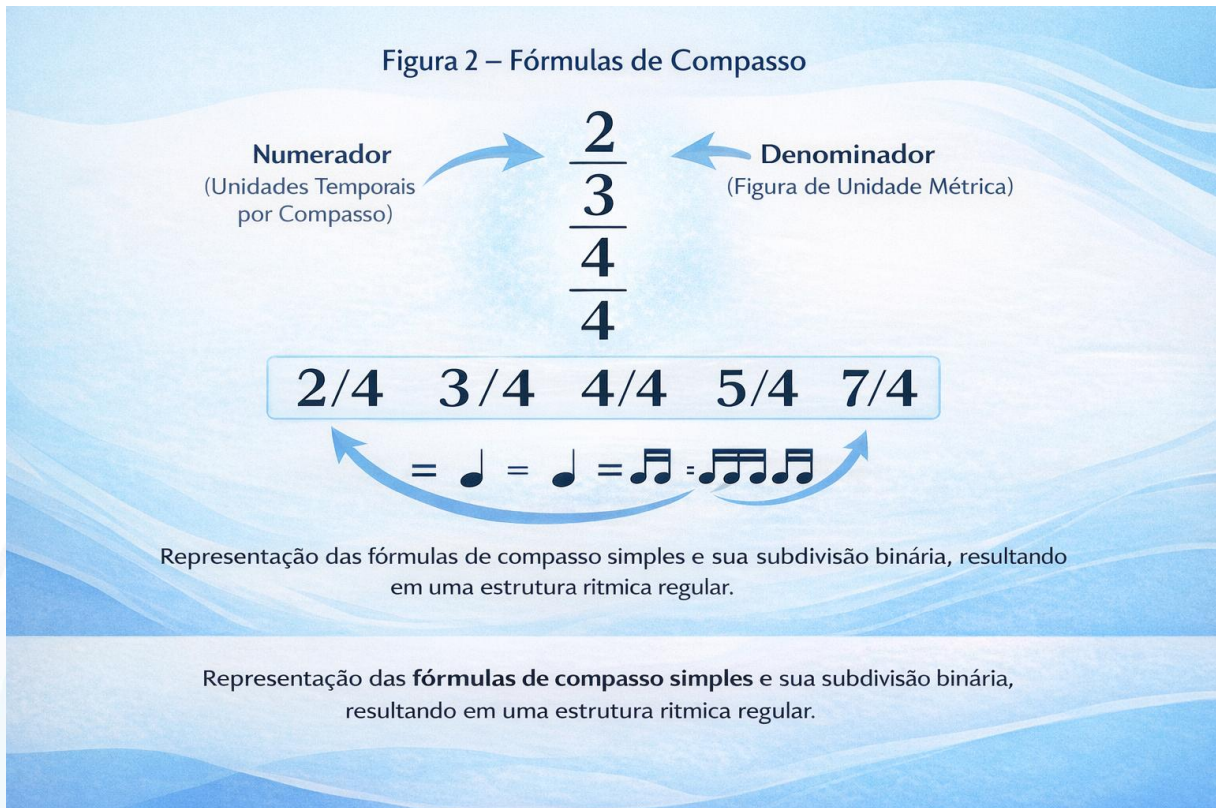 Figura 2 – Fórmulas de Compasso
Numerador
(Unidades Temporais
por Compasso)
2
3
4
4
Denominador
(Figura de Unidade Métrica)
2/4 3/4 4/4 5/4 7/4
= ♩ = ♩ = ♬ = ♬♬♬
Representação das fórmulas de compasso simples e sua subdivisão binária, resultando
em uma estrutura ritmica regular.
Representação das fórmulas de compasso simples e sua subdivisão binária,
resultando em uma estrutura ritmica regular.